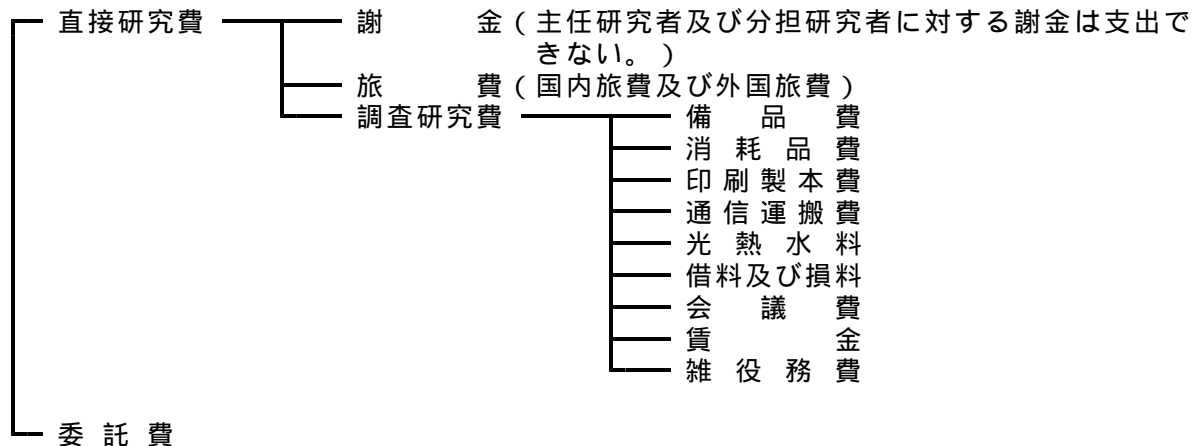 直接研究費 謝金(主任研究者及び分担研究者に対する謝金は支出で
きない。)
旅費(国内旅費及び外国旅費)
調査研究費 備品費
消耗品費
印刷製本費
通信運搬費
光熱水料
借料及び損料
会議費
賃金
雑役務費
委託費